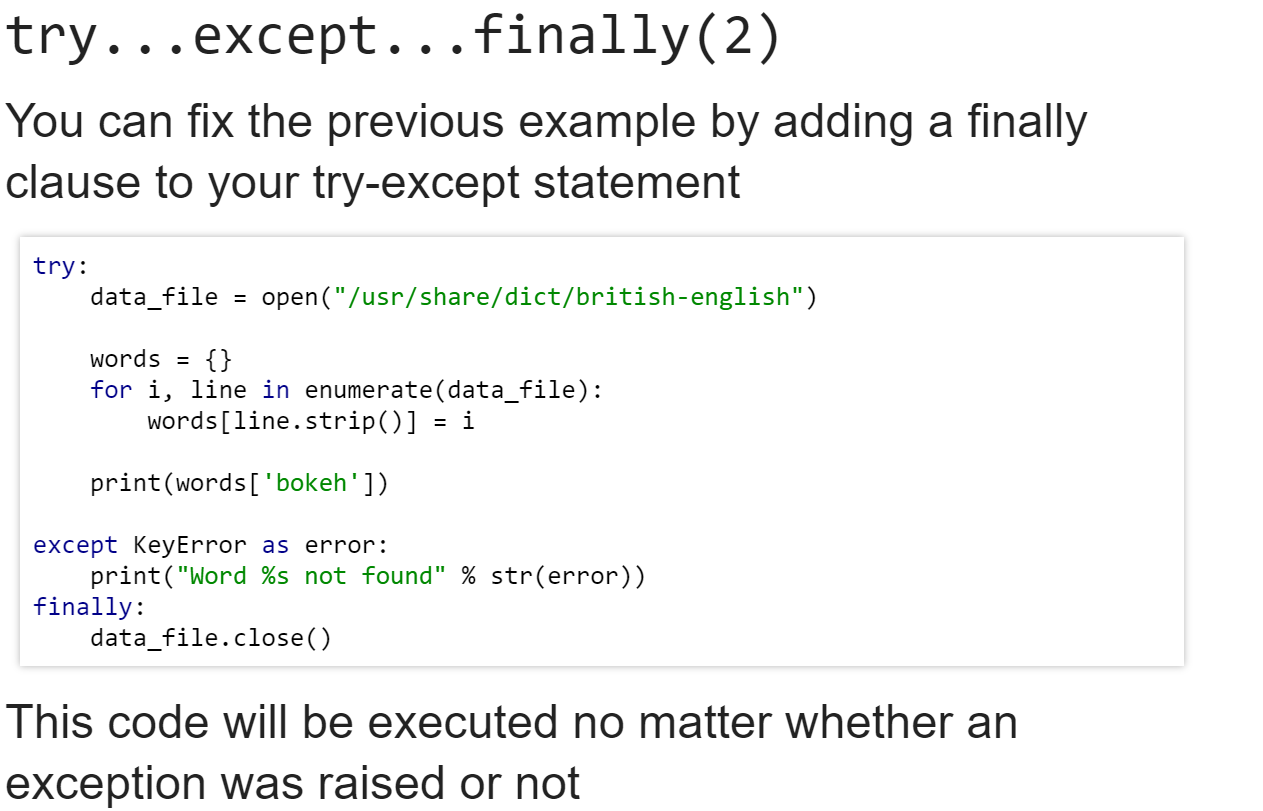 try...except...finally(2)
You can fix the previous example by adding a finally
clause to your try-except statement
try:
    data_file = open("/usr/share/dict/british-english")
    words = {}
    for i, line in enumerate(data_file):
        words[line.strip()] = i
    print(words['bokeh'])
except KeyError as error:
    print("Word %s not found" % str(error))
finally:
    data_file.close()
This code will be executed no matter whether an
exception was raised or not